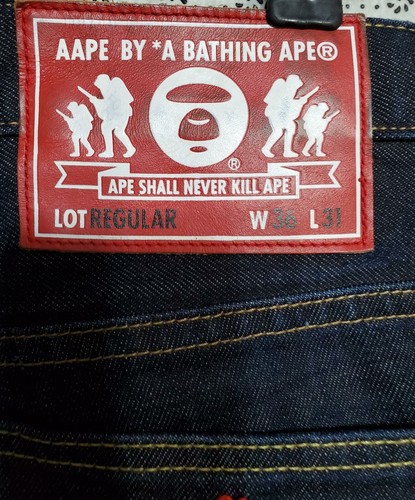 AAPE BY *A BATHING APE®
®
APE SHALL NEVER KILL APE
LOT REGULAR W 36 L 31